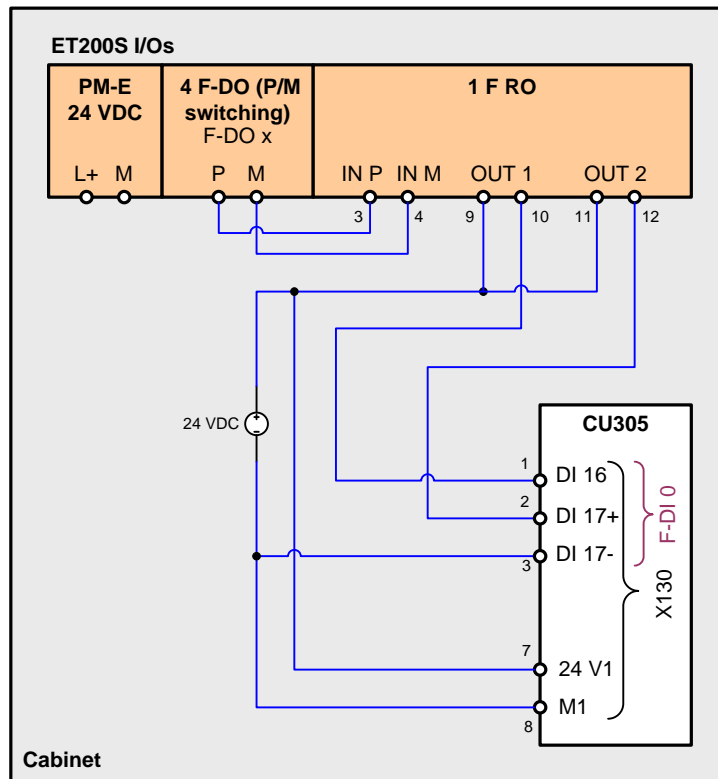 ET200S I/Os
PM-E
24 VDC
4 F-DO (P/M
switching)
F-DO x
1 F RO
L+ M
P M
IN P IN M OUT 1 OUT 2
3 4 9 10 11 12
24 VDC
+
−
CU305
1 DI 16
2 DI 17+
3 DI 17-
F-DI 0
X130
7 24 V1
8 M1
Cabinet